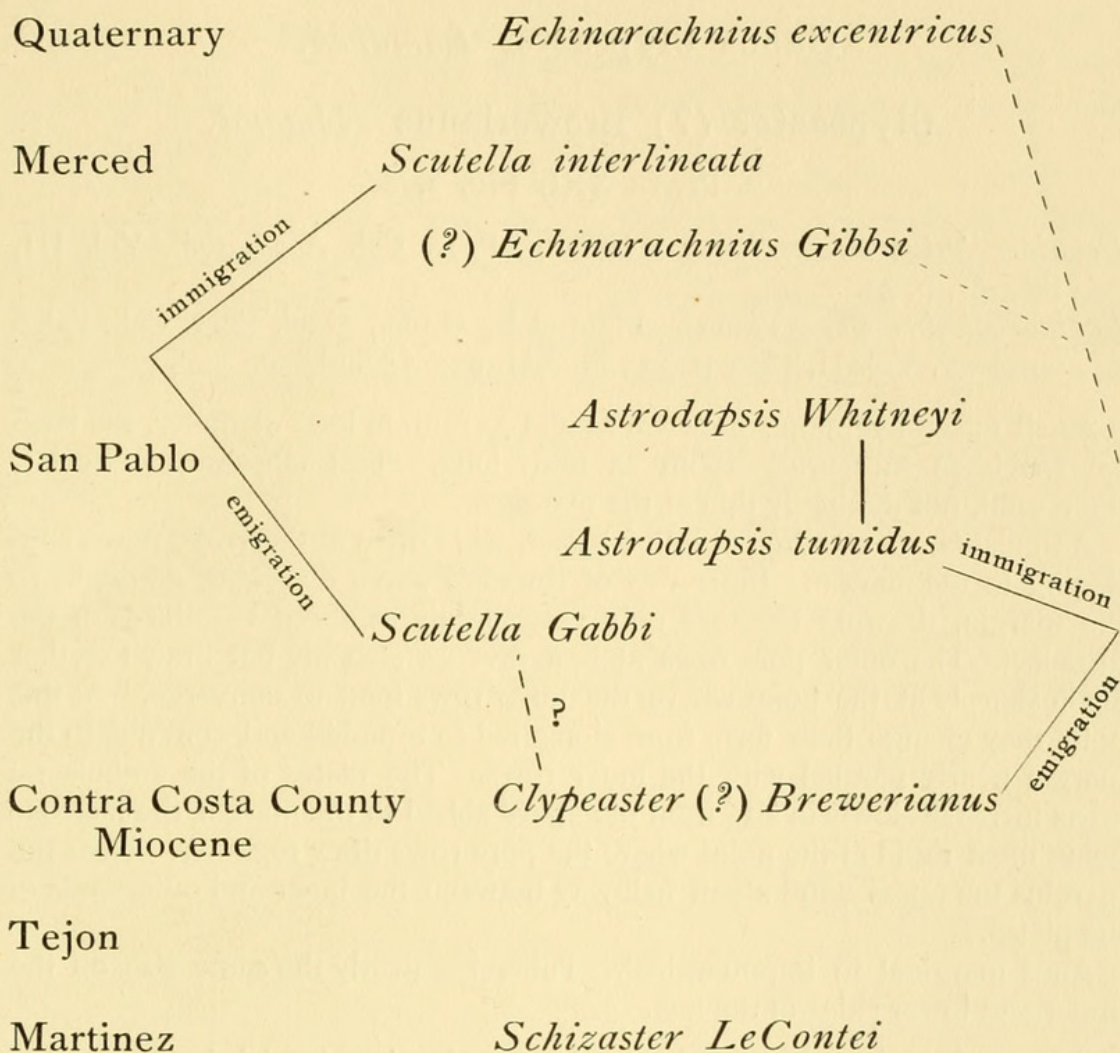 Quaternary Echinarachnius excentricus
Merced Scutella interlineata
immigration
(?) Echinarachnius Gibbsi
Astrodapsis Whitneyi
San Pablo
emigration
Astrodapsis tumidus immigration
Scutella Gabbi
?
emigration
Contra Costa County Clypeaster (?) Brewerianus
Miocene
Tejon
Martinez Schizaster LeContei